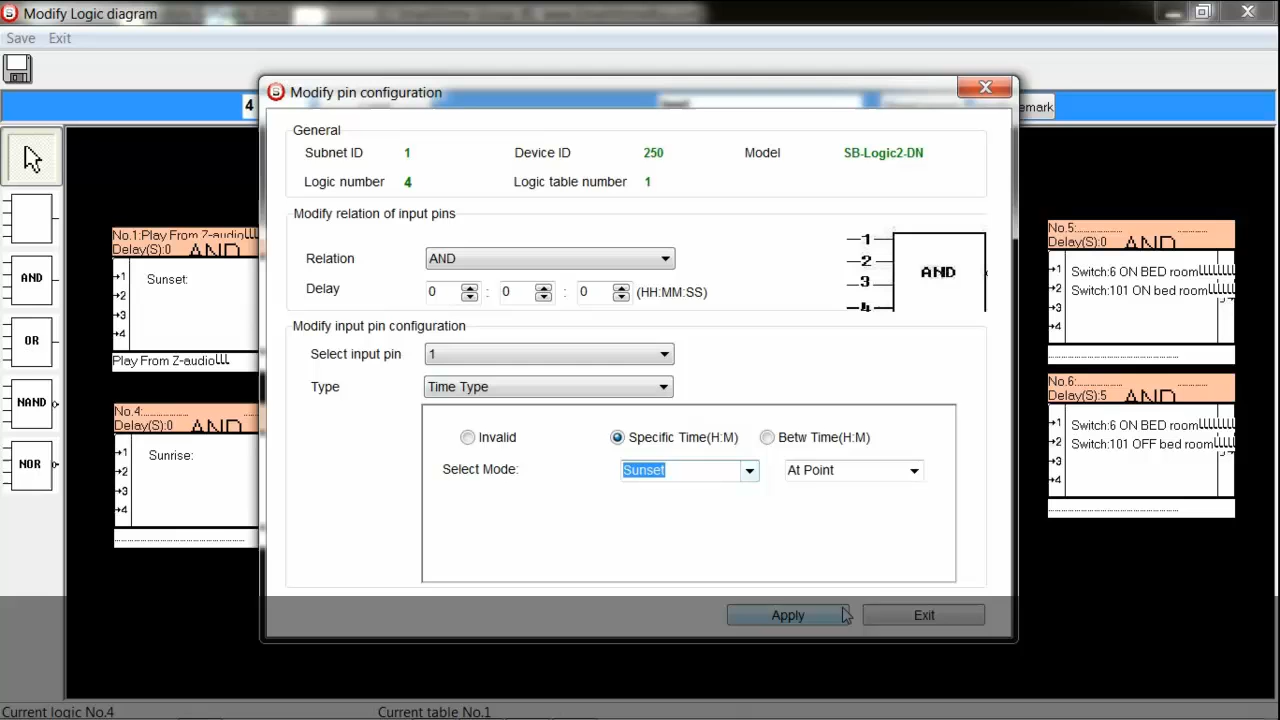 Modify Logic diagram
Save Exit
4
Modify pin configuration
emark
General
Subnet ID 1 Device ID 250 Model SB-Logic2-DN
Logic number 4 Logic table number 1
Modify relation of input pins
Relation AND
Delay 0 : 0 : 0 (HH:MM:SS)
1
2
3
4
AND
Modify input pin configuration
Select input pin 1
Type Time Type
Invalid Specific Time(H:M) Betw Time(H:M)
Select Mode: Sunset At Point
Apply Exit
AND
OR
NAND
NOR
No.1:Play From Z-audio
Delay(S):0 AND
1 Sunset:
2
3
4
Play From Z-audio
No.4:
Delay(S):0 AND
1 Sunrise:
2
3
4
No.5:
Delay(S):0 AND
1 Switch:6 ON BED room
2 Switch:101 ON bed room
3
4
No.6:
Delay(S):5 AND
1 Switch:6 ON BED room
2 Switch:101 OFF bed room
3
4
Current logic No.4 Current table No.1